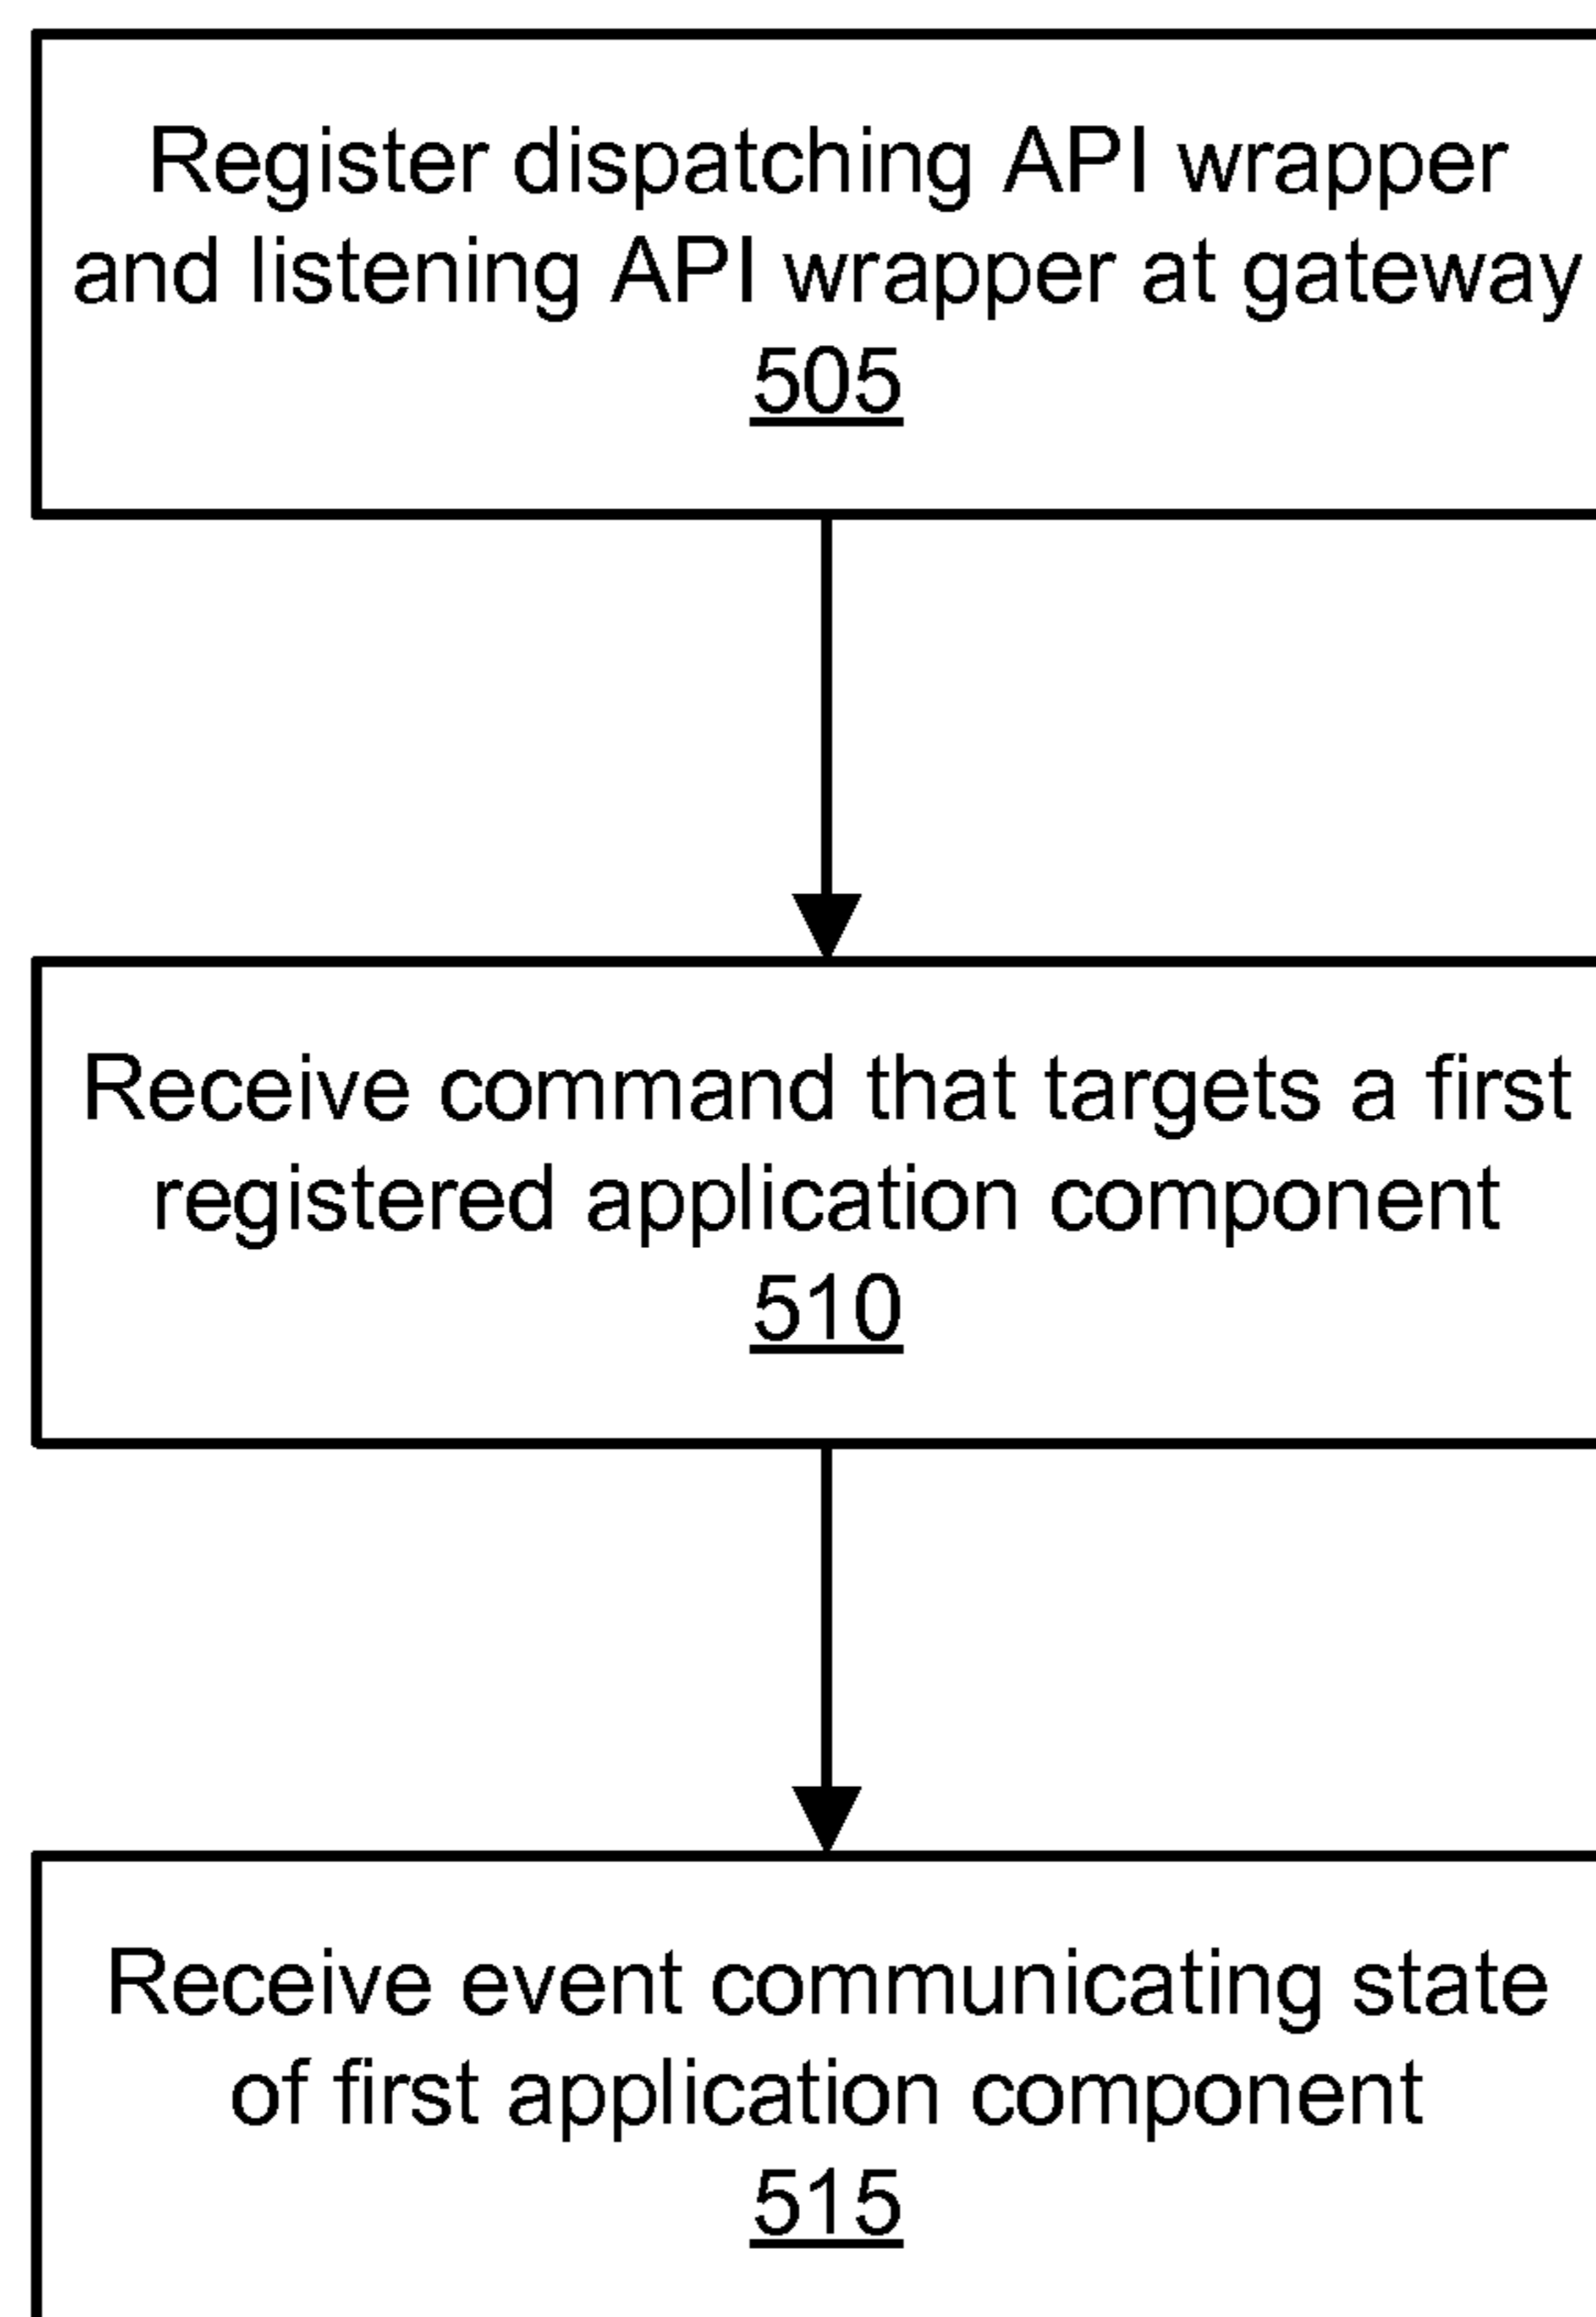 Register dispatching API wrapper
and listening API wrapper at gateway
505
Receive command that targets a first
registered application component
510
Receive event communicating state
of first application component
515